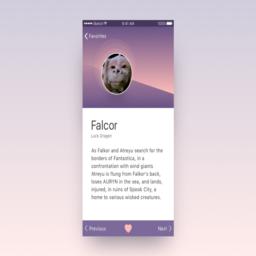 9:41 AM
Favorites
Falcor
Luck Dragon
As Falkor and Atreyu search for the
borders of Fantastica, in a
confrontation with wind giants
Atreyu is flung from Falkor's back,
loses AURYN in the sea, and lands,
injured, in ruins of Spook City, a
home to various wicked creatures.
Previous
Next